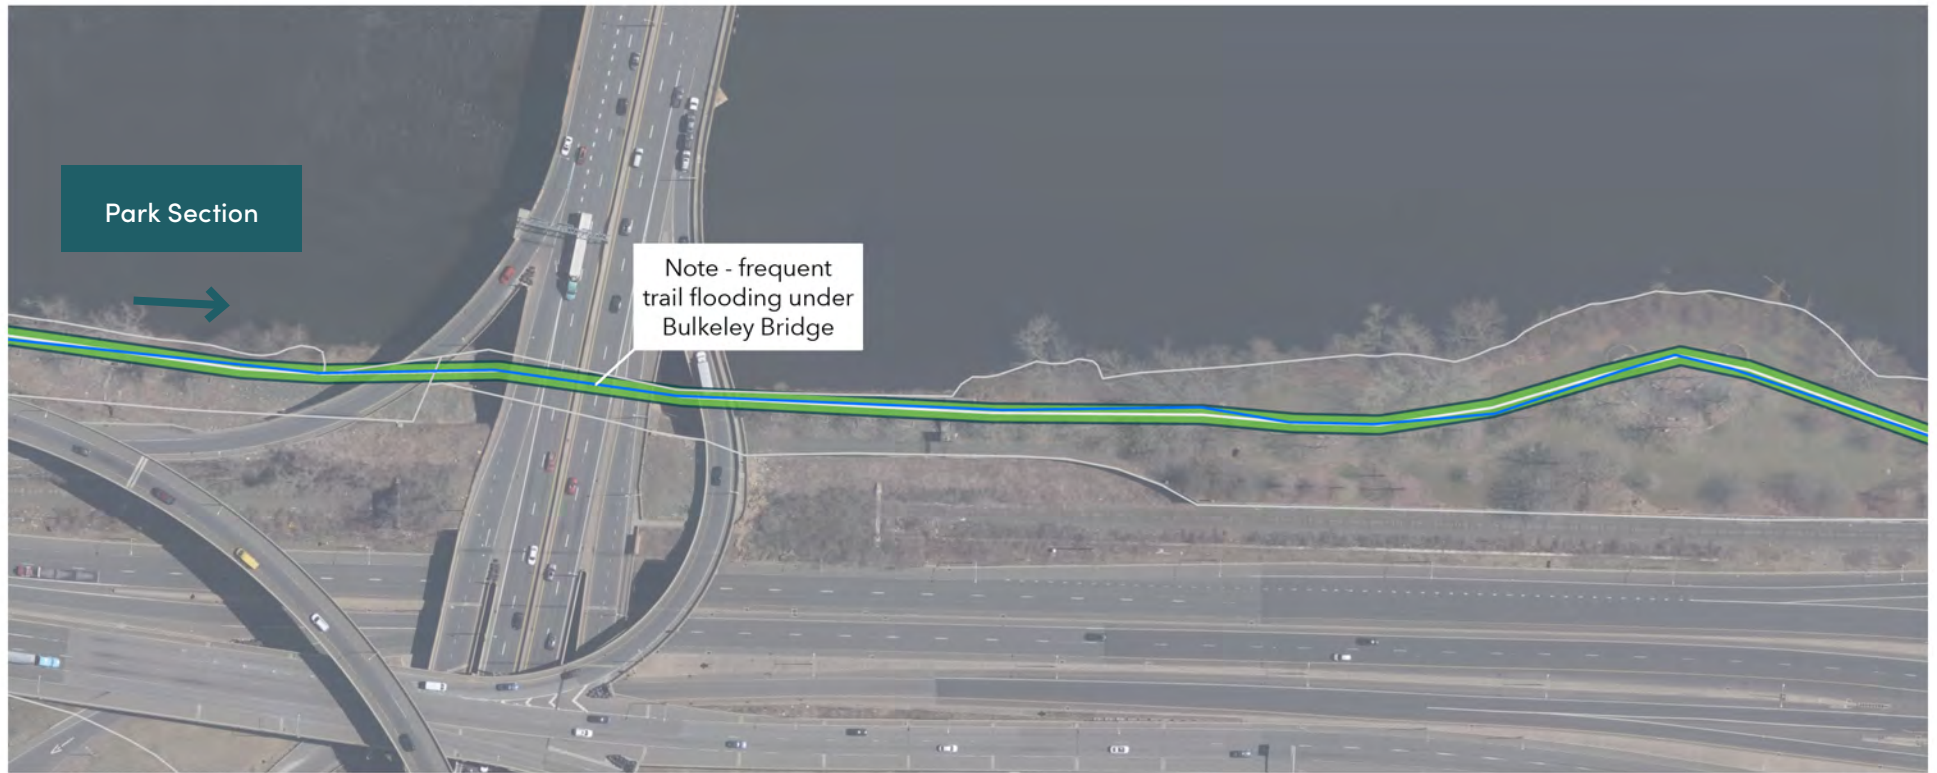 Park Section
Note - frequent
trail flooding under
Bulkeley Bridge